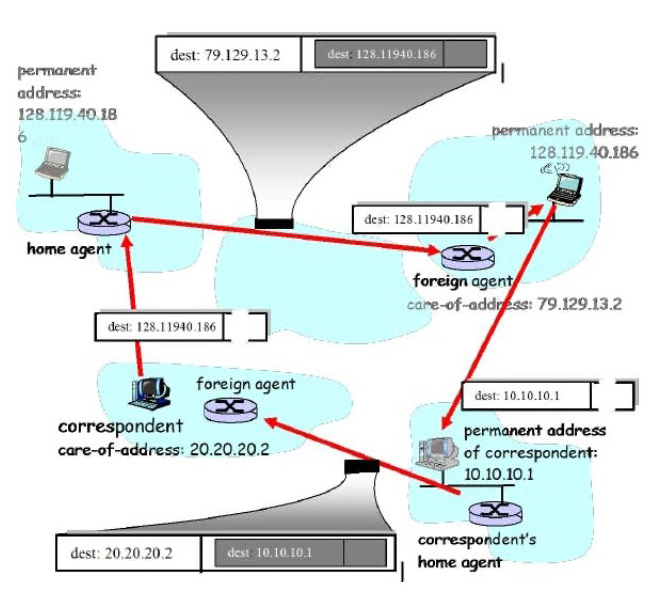 dest: 79.129.13.2
dest: 128.11940.186
permanent
address:
128.119.40.18
6
permanent address:
128.119.40.186
dest: 128.11940.186
home agent
foreign agent
care-of-address: 79.129.13.2
dest: 128.11940.186
foreign agent
correspondent
care-of-address: 20.20.20.2
dest: 10.10.10.1
permanent address
of correspondent:
10.10.10.1
correspondent's
home agent
dest: 20.20.20.2
dest: 10.10.10.1